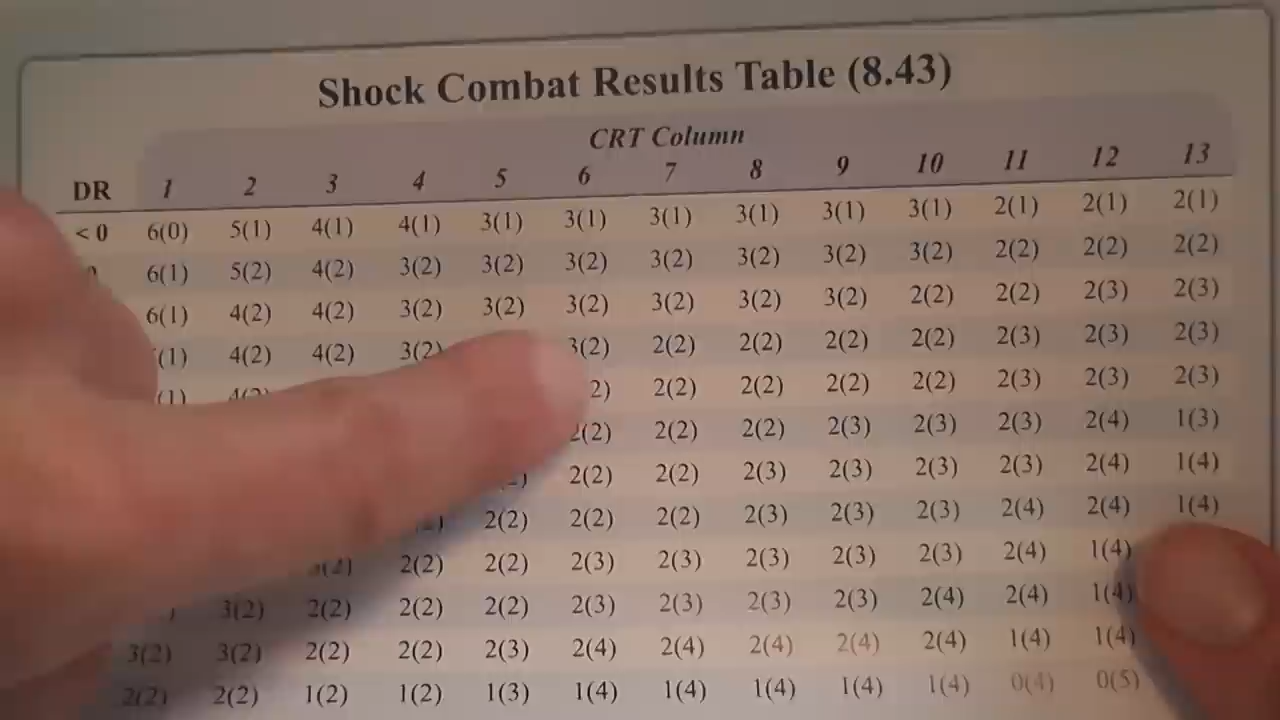 Shock Combat Results Table (8.43)
CRT Column
DR 1 2 3 4 5 6 7 8 9 10 11 12 13
< 0 6(0) 5(1) 4(1) 4(1) 3(1) 3(1) 3(1) 3(1) 3(1) 3(1) 2(1) 2(1) 2(1)
6(1) 5(2) 4(2) 3(2) 3(2) 3(2) 3(2) 3(2) 3(2) 3(2) 2(2) 2(2) 2(2)
6(1) 4(2) 4(2) 3(2) 3(2) 3(2) 3(2) 3(2) 3(2) 2(2) 2(2) 2(3) 2(3)
(1) 4(2) 4(2) 3(2) 3(2) 2(2) 2(2) 2(2) 2(2) 2(3) 2(3) 2(3)
(1) 2) 2(2) 2(2) 2(2) 2(2) 2(3) 2(3) 2(3)
2(2) 2(2) 2(2) 2(3) 2(3) 2(3) 2(4) 1(3)
2(2) 2(2) 2(3) 2(3) 2(3) 2(3) 2(4) 1(4)
2(2) 2(2) 2(2) 2(3) 2(3) 2(3) 2(4) 2(4) 1(4)
2(2) 2(2) 2(3) 2(3) 2(3) 2(3) 2(3) 2(4) 1(4)
3(2) 2(2) 2(2) 2(2) 2(3) 2(3) 2(3) 2(3) 2(4) 2(4) 1(4)
3(2) 3(2) 2(2) 2(2) 2(3) 2(4) 2(4) 2(4) 2(4) 2(4) 1(4) 1(4)
2(2) 2(2) 1(2) 1(2) 1(3) 1(4) 1(4) 1(4) 1(4) 1(4) 0(4) 0(5)